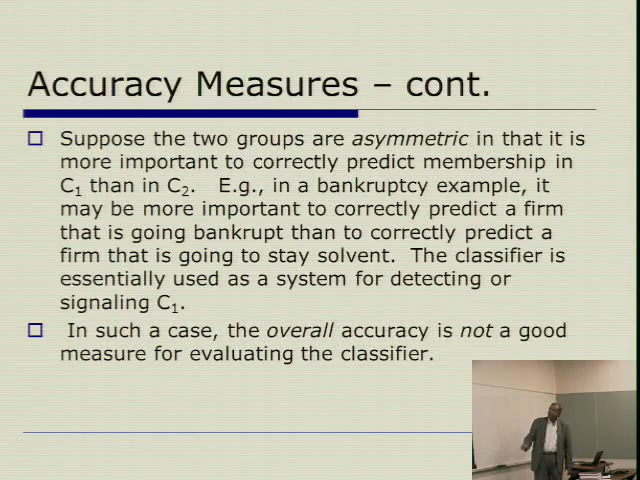 Accuracy Measures – cont.
Suppose the two groups are asymmetric in that it is
more important to correctly predict membership in
C1 than in C2. E.g., in a bankruptcy example, it
may be more important to correctly predict a firm
that is going bankrupt than to correctly predict a
firm that is going to stay solvent. The classifier is
essentially used as a system for detecting or
signaling C1.
In such a case, the overall accuracy is not a good
measure for evaluating the classifier.